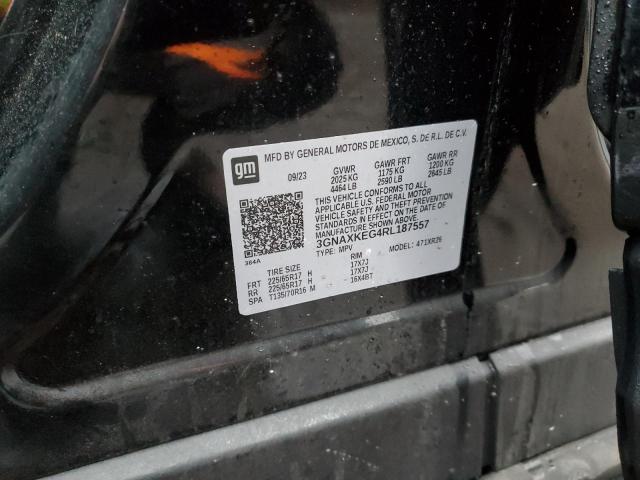 gm
MFD BY GENERAL MOTORS DE MEXICO, S. DE R.L. DE C.V.
09/23 GVWR GAWR FRT GAWR RR
2025 KG 1175 KG 1200 KG
4464 LB 2590 LB 2645 LB
THIS VEHICLE CONFORMS TO ALL
APPLICABLE U.S. FEDERAL MOTOR
VEHICLE SAFETY AND THEFT PREVENTION
STANDARDS IN EFFECT ON THE DATE OF
MANUFACTURE SHOWN ABOVE.
3GNAXKEG4RL187557
TYPE: MPV MODEL: 471XR26
364A
TIRE SIZE RIM
FRT 225/65R17 H 17X7J
RR 225/65R17 H 17X7J
SPA T135/70R16 M 16X4BT